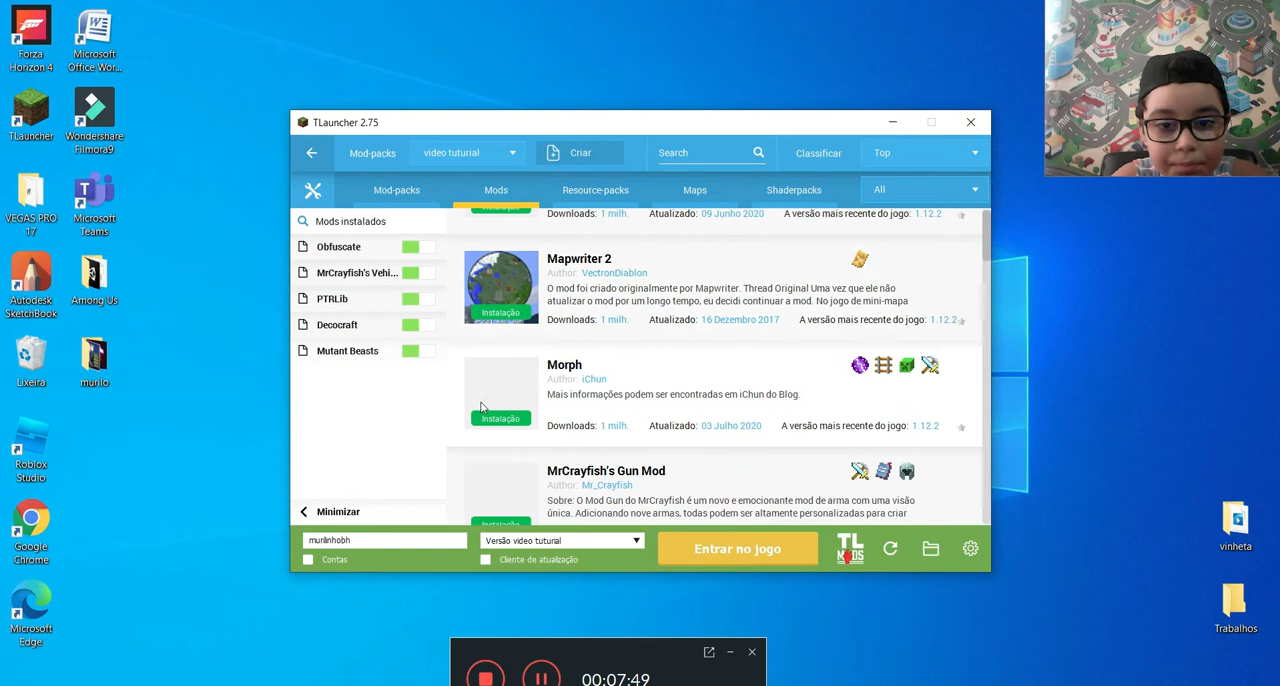 Forza
Horizon 4
Microsoft
Office Wor...
TLauncher
Wondershare
Filmora9
VEGAS PRO
17
Microsoft
Teams
Autodesk
SketchBook
Among Us
Lixeira
murilo
Roblox
Studio
Google
Chrome
Microsoft
Edge
vinheta
Trabalhos
TLauncher 2.75
Mod-packs
video tuturial
Criar
Search
Classificar
Top
Mod-packs
Mods
Resource-packs
Maps
Shaderpacks
All
Mods instalados
Obfuscate
MrCrayfish's Vehi...
PTRLib
Decocraft
Mutant Beasts
Minimizar
Instalação
Downloads: 1 milh. Atualizado: 09 Junho 2020 A versão mais recente do jogo: 1.12.2
Mapwriter 2
Author: VectronDiablon
O mod foi criado originalmente por Mapwriter. Thread Original Uma vez que ele não
atualizar o mod por um longo tempo, eu decidi continuar a mod. No jogo de mini-mapa
Instalação
Downloads: 1 milh. Atualizado: 16 Dezembro 2017 A versão mais recente do jogo: 1.12.2
Morph
Author: iChun
Mais informações podem ser encontradas em iChun do Blog.
Instalação
Downloads: 1 milh. Atualizado: 03 Julho 2020 A versão mais recente do jogo: 1.12.2
MrCrayfish's Gun Mod
Author: Mr_Crayfish
Sobre: O Mod Gun do MrCrayfish é um novo e emocionante mod de arma com uma visão
única. Adicionando nove armas, todas podem ser altamente personalizadas para criar
Instalação
murilinhobh
Versão video tuturial
Entrar no jogo
TL
MODS
Contas
Cliente de atualização
00:07:49